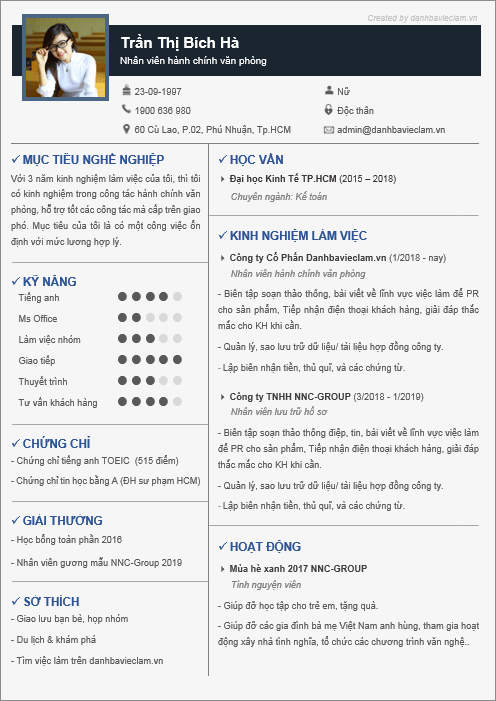 Created by danhbavieclam.vn
Trần Thị Bích Hà
Nhân viên hành chính văn phòng
23-09-1997
Nữ
1900 636 980
Độc thân
60 Cù Lao, P.02, Phú Nhuận, Tp.HCM
admin@danhbavieclam.vn
MỤC TIÊU NGHỀ NGHIỆP
Với 3 năm kinh nghiệm làm việc của tôi, thì tôi
có kinh nghiệm trong công tác hành chính văn
phòng, hỗ trợ tốt các công tác mà cấp trên giao
phó. Mục tiêu của tôi là có một công việc ổn
định với mức lương hợp lý.
KỸ NĂNG
Tiếng anh
Ms Office
Làm việc nhóm
Giao tiếp
Thuyết trình
Tư vấn khách hàng
CHỨNG CHỈ
- Chứng chỉ tiếng anh TOEIC (515 điểm)
- Chứng chỉ tin học bằng A (ĐH sư phạm HCM)
GIẢI THƯỞNG
- Học bổng toàn phần 2016
- Nhân viên gương mẫu NNC-Group 2019
SỞ THÍCH
- Giao lưu bạn bè, họp nhóm
- Du lịch & khám phá
- Tìm việc làm trên danhbavieclam.vn
HỌC VẤN
Đại học Kinh Tế TP.HCM (2015 – 2018)
Chuyên ngành: Kế toán
KINH NGHIỆM LÀM VIỆC
Công ty Cổ Phần Danhbavieclam.vn (1/2018 - nay)
Nhân viên hành chính văn phòng
- Biên tập soạn thảo thông, bài viết về lĩnh vực việc làm để PR
cho sản phẩm, Tiếp nhận điện thoại khách hàng, giải đáp thắc
mắc cho KH khi cần.
- Quản lý, sao lưu trữ dữ liệu/ tài liệu hợp đồng công ty.
- Lập biên nhận tiền, thủ quĩ, và các chứng từ.
Công ty TNHH NNC-GROUP (3/2018 - 1/2019)
Nhân viên lưu trữ hồ sơ
- Biên tập soạn thảo thông điệp, tin, bài viết về lĩnh vực việc làm
để PR cho sản phẩm, Tiếp nhận điện thoại khách hàng, giải đáp
thắc mắc cho KH khi cần.
- Quản lý, sao lưu trữ dữ liệu/ tài liệu hợp đồng công ty.
- Lập biên nhận tiền, thủ quĩ, và các chứng từ.
HOẠT ĐỘNG
Mùa hè xanh 2017 NNC-GROUP
Tình nguyện viên
- Giúp đỡ học tập cho trẻ em, tặng quà.
- Giúp đỡ các gia đình bà mẹ Việt Nam anh hùng, tham gia hoạt
động xây nhà tình nghĩa, tổ chức các chương trình văn nghệ..